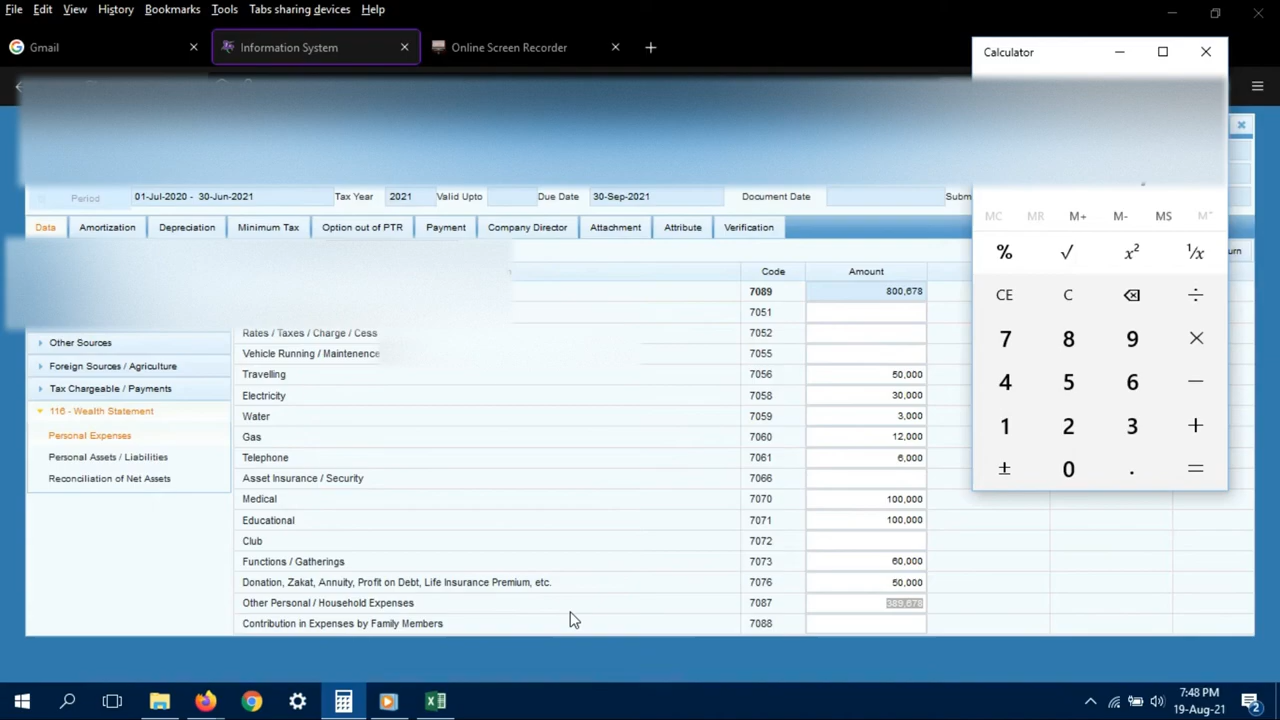 File Edit View History Bookmarks Tools Tabs sharing devices Help
Gmail Information System Online Screen Recorder
Calculator
Period 01-Jul-2020 - 30-Jun-2021 Tax Year 2021 Valid Upto Due Date 30-Sep-2021 Document Date Subm
Data Amortization Depreciation Minimum Tax Option out of PTR Payment Company Director Attachment Attribute Verification
urn
Code Amount
7089 800,678
7051
Rates / Taxes / Charge / Cess 7052
Vehicle Running / Maintenence 7055
Travelling 7056 50,000
Electricity 7058 30,000
Water 7059 3,000
Gas 7060 12,000
Telephone 7061 6,000
Asset Insurance / Security 7066
Medical 7070 100,000
Educational 7071 100,000
Club 7072
Functions / Gatherings 7073 60,000
Donation, Zakat, Annuity, Profit on Debt, Life Insurance Premium, etc. 7076 50,000
Other Personal / Household Expenses 7087 389,678
Contribution in Expenses by Family Members 7088
Other Sources
Foreign Sources / Agriculture
Tax Chargeable / Payments
116 - Wealth Statement
Personal Expenses
Personal Assets / Liabilities
Reconciliation of Net Assets
MC MR M+ M- MS M˅
% √ x² ¹/x
CE C ⌫ ÷
7 8 9 ×
4 5 6 −
1 2 3 +
± 0 . =
7:48 PM
19-Aug-21
2